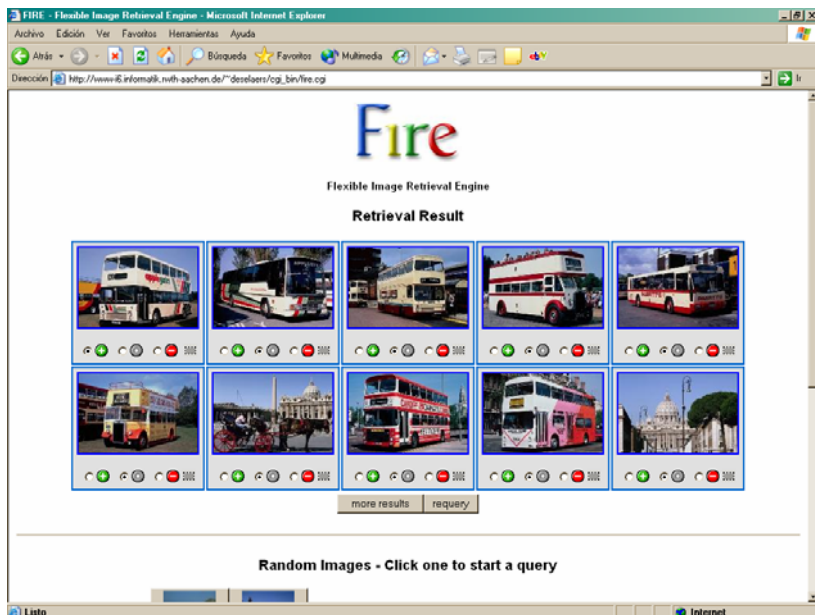 FIRE - Flexible Image Retrieval Engine - Microsoft Internet Explorer
Archivo Edición Ver Favoritos Herramientas Ayuda
Atrás Búsqueda Favoritos Multimedia
Dirección http://www-i6.informatik.rwth-aachen.de/~deselaers/cgi_bin/fire.cgi Ir
Fire
Flexible Image Retrieval Engine
Retrieval Result
more results requery
Random Images - Click one to start a query
Listo Internet